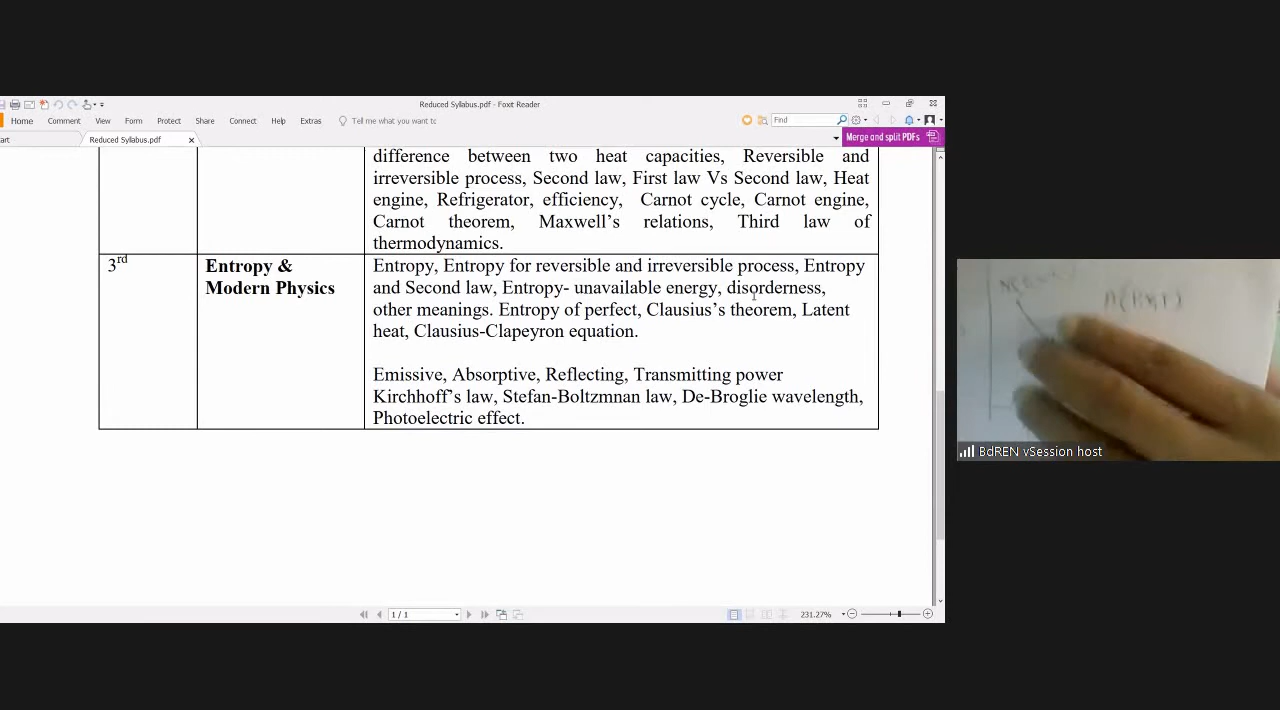 Reduced Syllabus.pdf - Foxit Reader
Home Comment View Form Protect Share Connect Help Extras Tell me what you want to
Find
art Reduced Syllabus.pdf
Merge and split PDFs
difference between two heat capacities, Reversible and
irreversible process, Second law, First law Vs Second law, Heat
engine, Refrigerator, efficiency, Carnot cycle, Carnot engine,
Carnot theorem, Maxwell's relations, Third law of
thermodynamics.
3rd
Entropy &
Modern Physics
Entropy, Entropy for reversible and irreversible process, Entropy
and Second law, Entropy- unavailable energy, disorderness,
other meanings. Entropy of perfect, Clausius's theorem, Latent
heat, Clausius-Clapeyron equation.
Emissive, Absorptive, Reflecting, Transmitting power
Kirchhoff's law, Stefan-Boltzmnan law, De-Broglie wavelength,
Photoelectric effect.
BdREN vSession host
1 / 1
231.27%